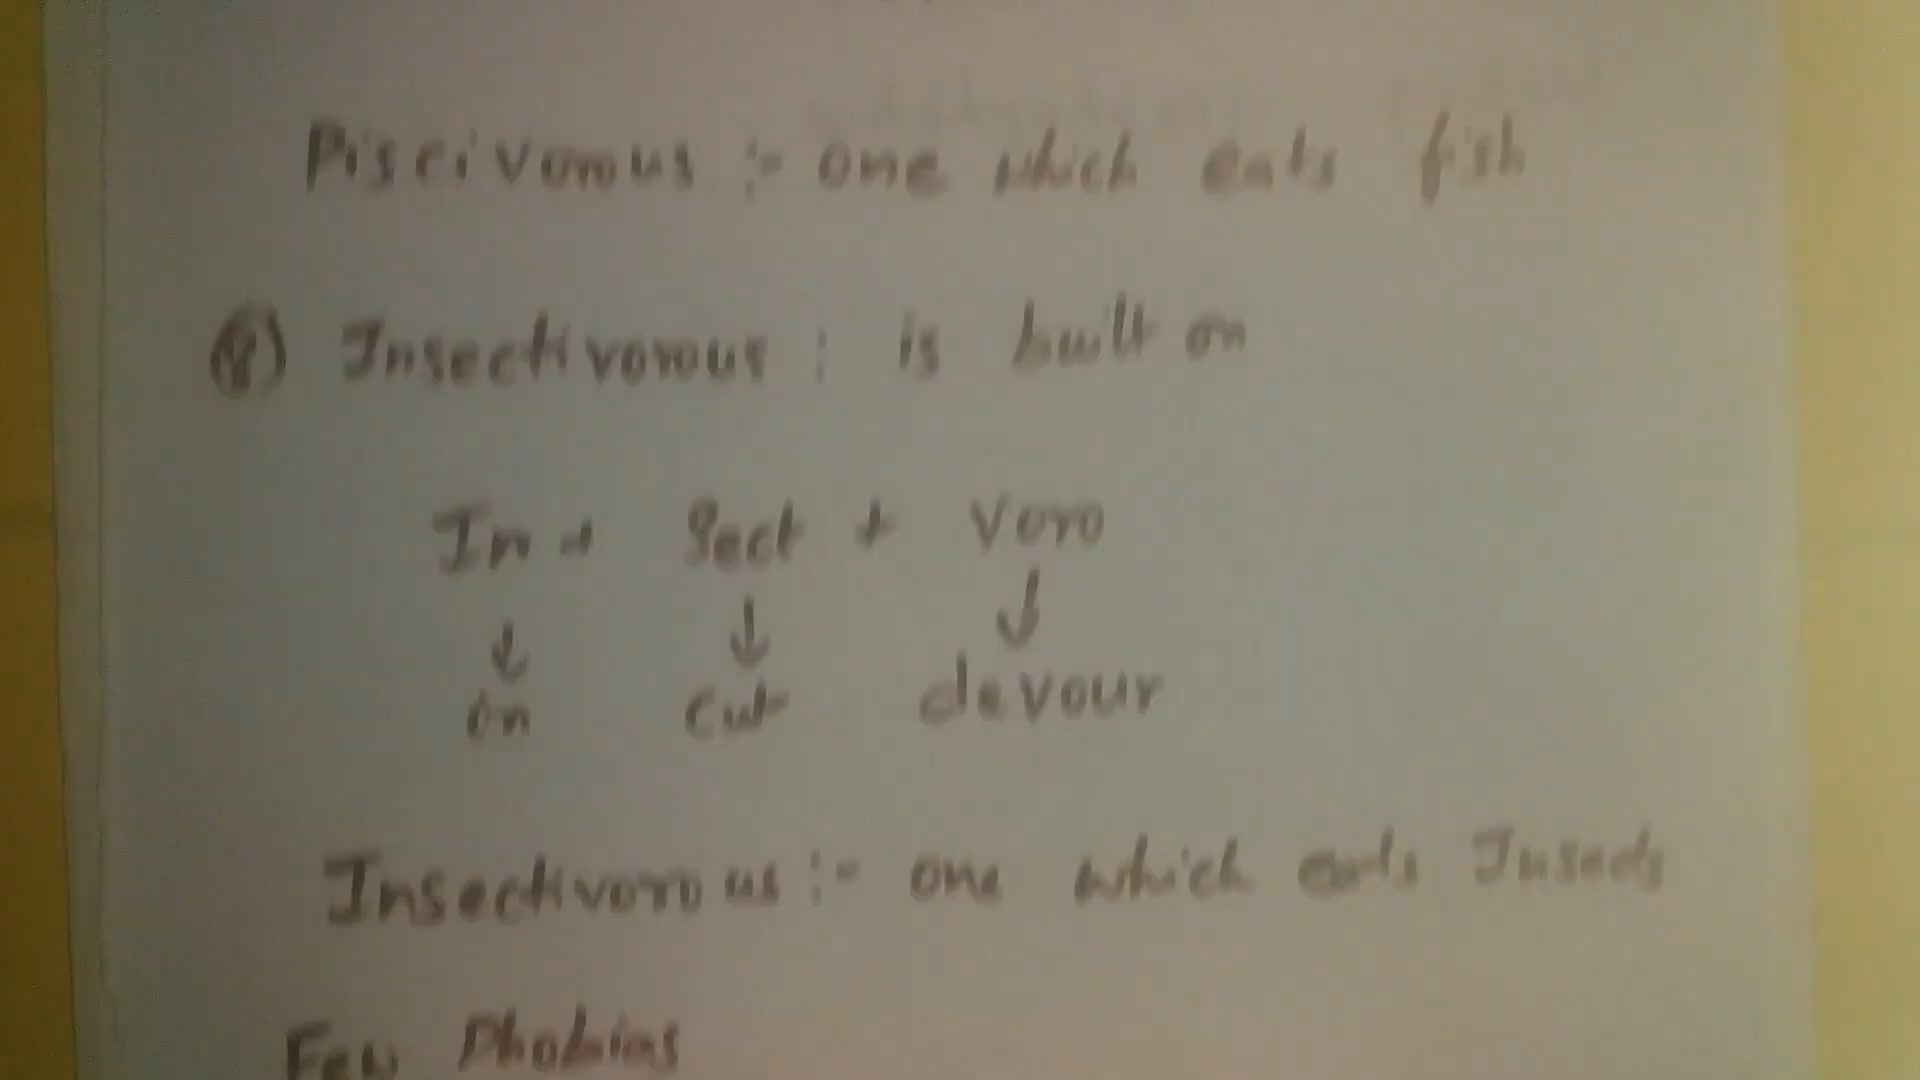 Piscivorous :- one which eats fish
8) Insectivorous : is built on
In + Sect + Voro
↓ ↓ ↓
on cut devour
Insectivorous :- one which eats Insects
Few Phobias